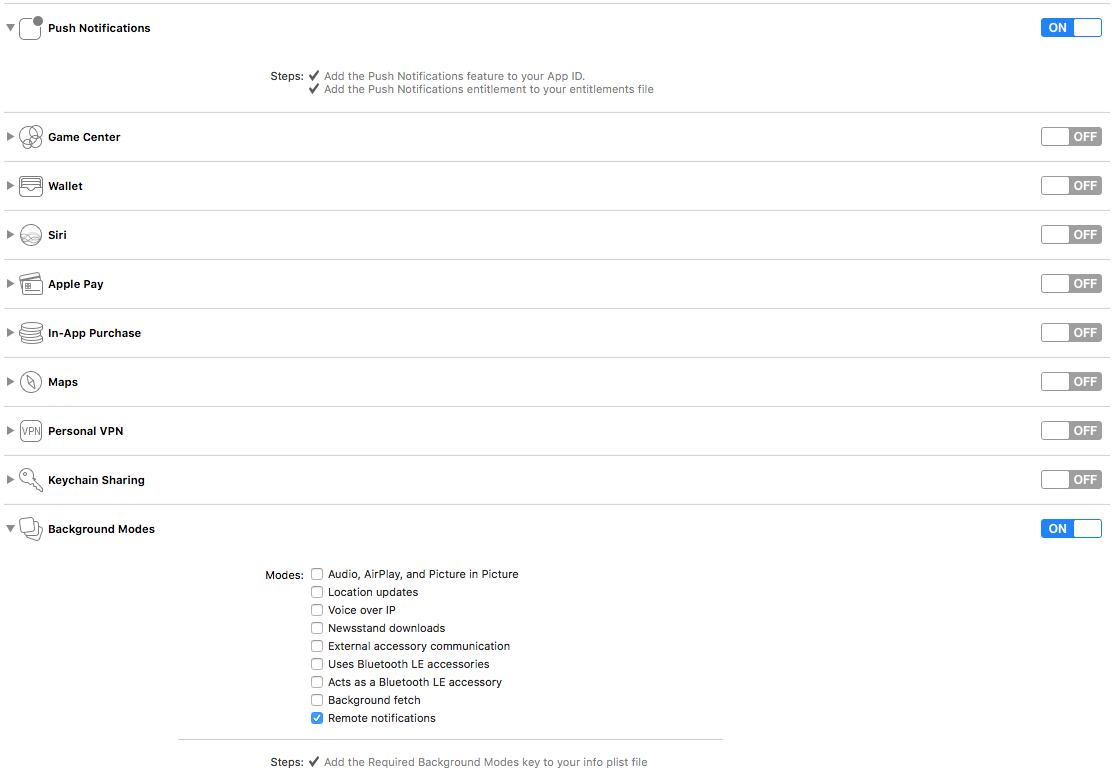 Push Notifications ON
Steps: ✔ Add the Push Notifications feature to your App ID.
✔ Add the Push Notifications entitlement to your entitlements file
Game Center OFF
Wallet OFF
Siri OFF
Apple Pay OFF
In-App Purchase OFF
Maps OFF
VPN Personal VPN OFF
Keychain Sharing OFF
Background Modes ON
Modes: Audio, AirPlay, and Picture in Picture
Location updates
Voice over IP
Newsstand downloads
External accessory communication
Uses Bluetooth LE accessories
Acts as a Bluetooth LE accessory
Background fetch
Remote notifications
Steps: ✔ Add the Required Background Modes key to your info plist file